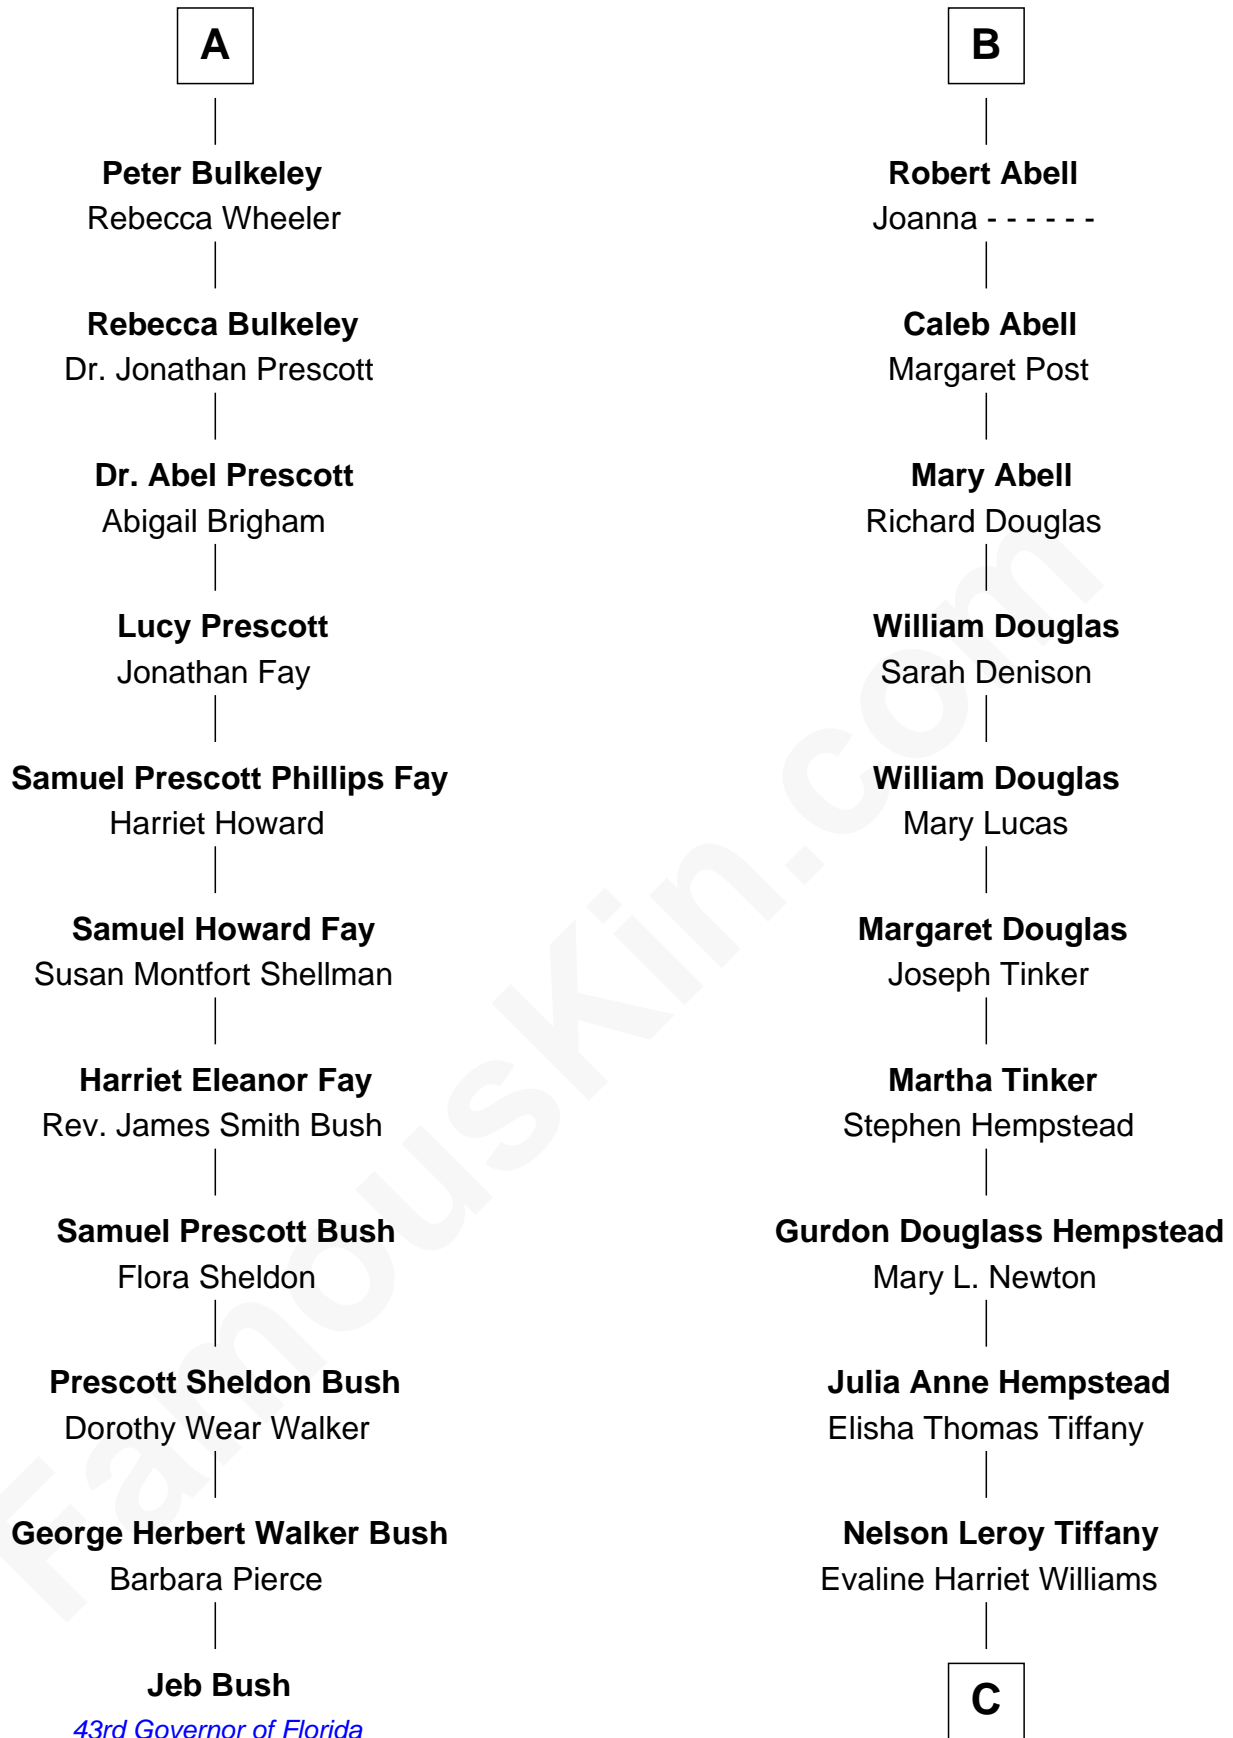 A
Peter Bulkeley
Rebecca Wheeler
Rebecca Bulkeley
Dr. Jonathan Prescott
Dr. Abel Prescott
Abigail Brigham
Lucy Prescott
Jonathan Fay
Samuel Prescott Phillips Fay
Harriet Howard
Samuel Howard Fay
Susan Montfort Shellman
Harriet Eleanor Fay
Rev. James Smith Bush
Samuel Prescott Bush
Flora Sheldon
Prescott Sheldon Bush
Dorothy Wear Walker
George Herbert Walker Bush
Barbara Pierce
Jeb Bush
43rd Governor of Florida
B
Robert Abell
Joanna - - - - - -
Caleb Abell
Margaret Post
Mary Abell
Richard Douglas
William Douglas
Sarah Denison
William Douglas
Mary Lucas
Margaret Douglas
Joseph Tinker
Martha Tinker
Stephen Hempstead
Gurdon Douglass Hempstead
Mary L. Newton
Julia Anne Hempstead
Elisha Thomas Tiffany
Nelson Leroy Tiffany
Evaline Harriet Williams
C
FamousKin.com